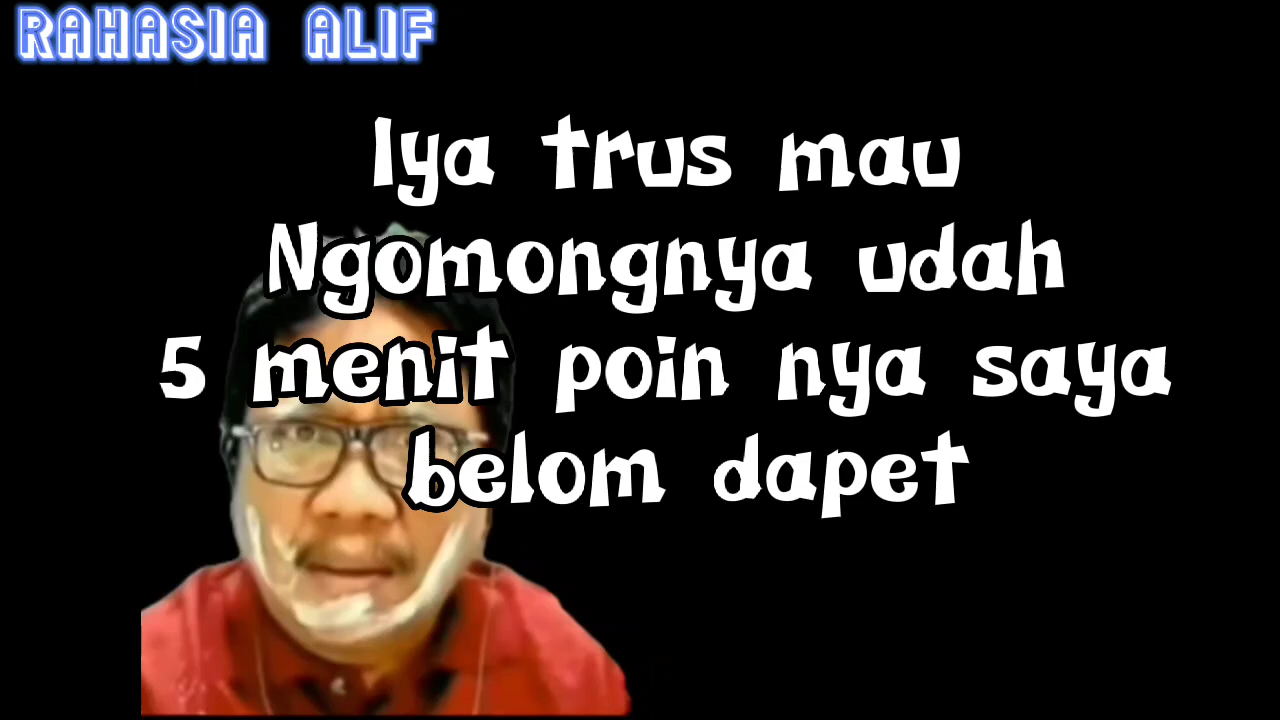 RAHASIA ALIF
Iya trus mau
Ngomongnya udah
5 menit poin nya saya
belom dapet